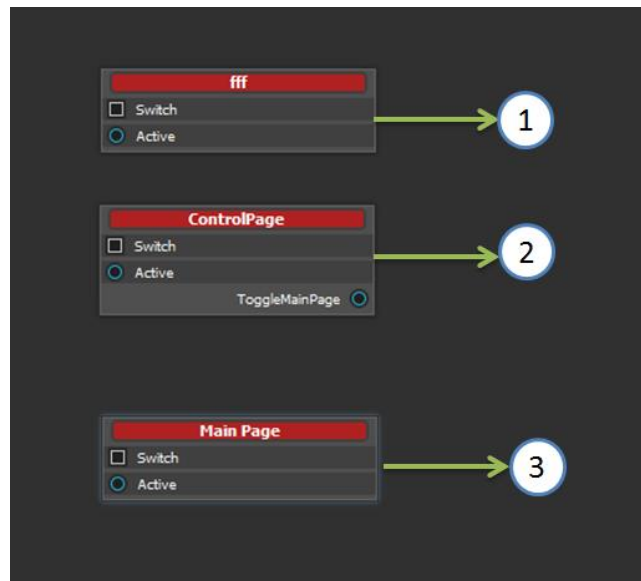 fff
Switch
Active
1
ControlPage
Switch
Active
ToggleMainPage
2
Main Page
Switch
Active
3